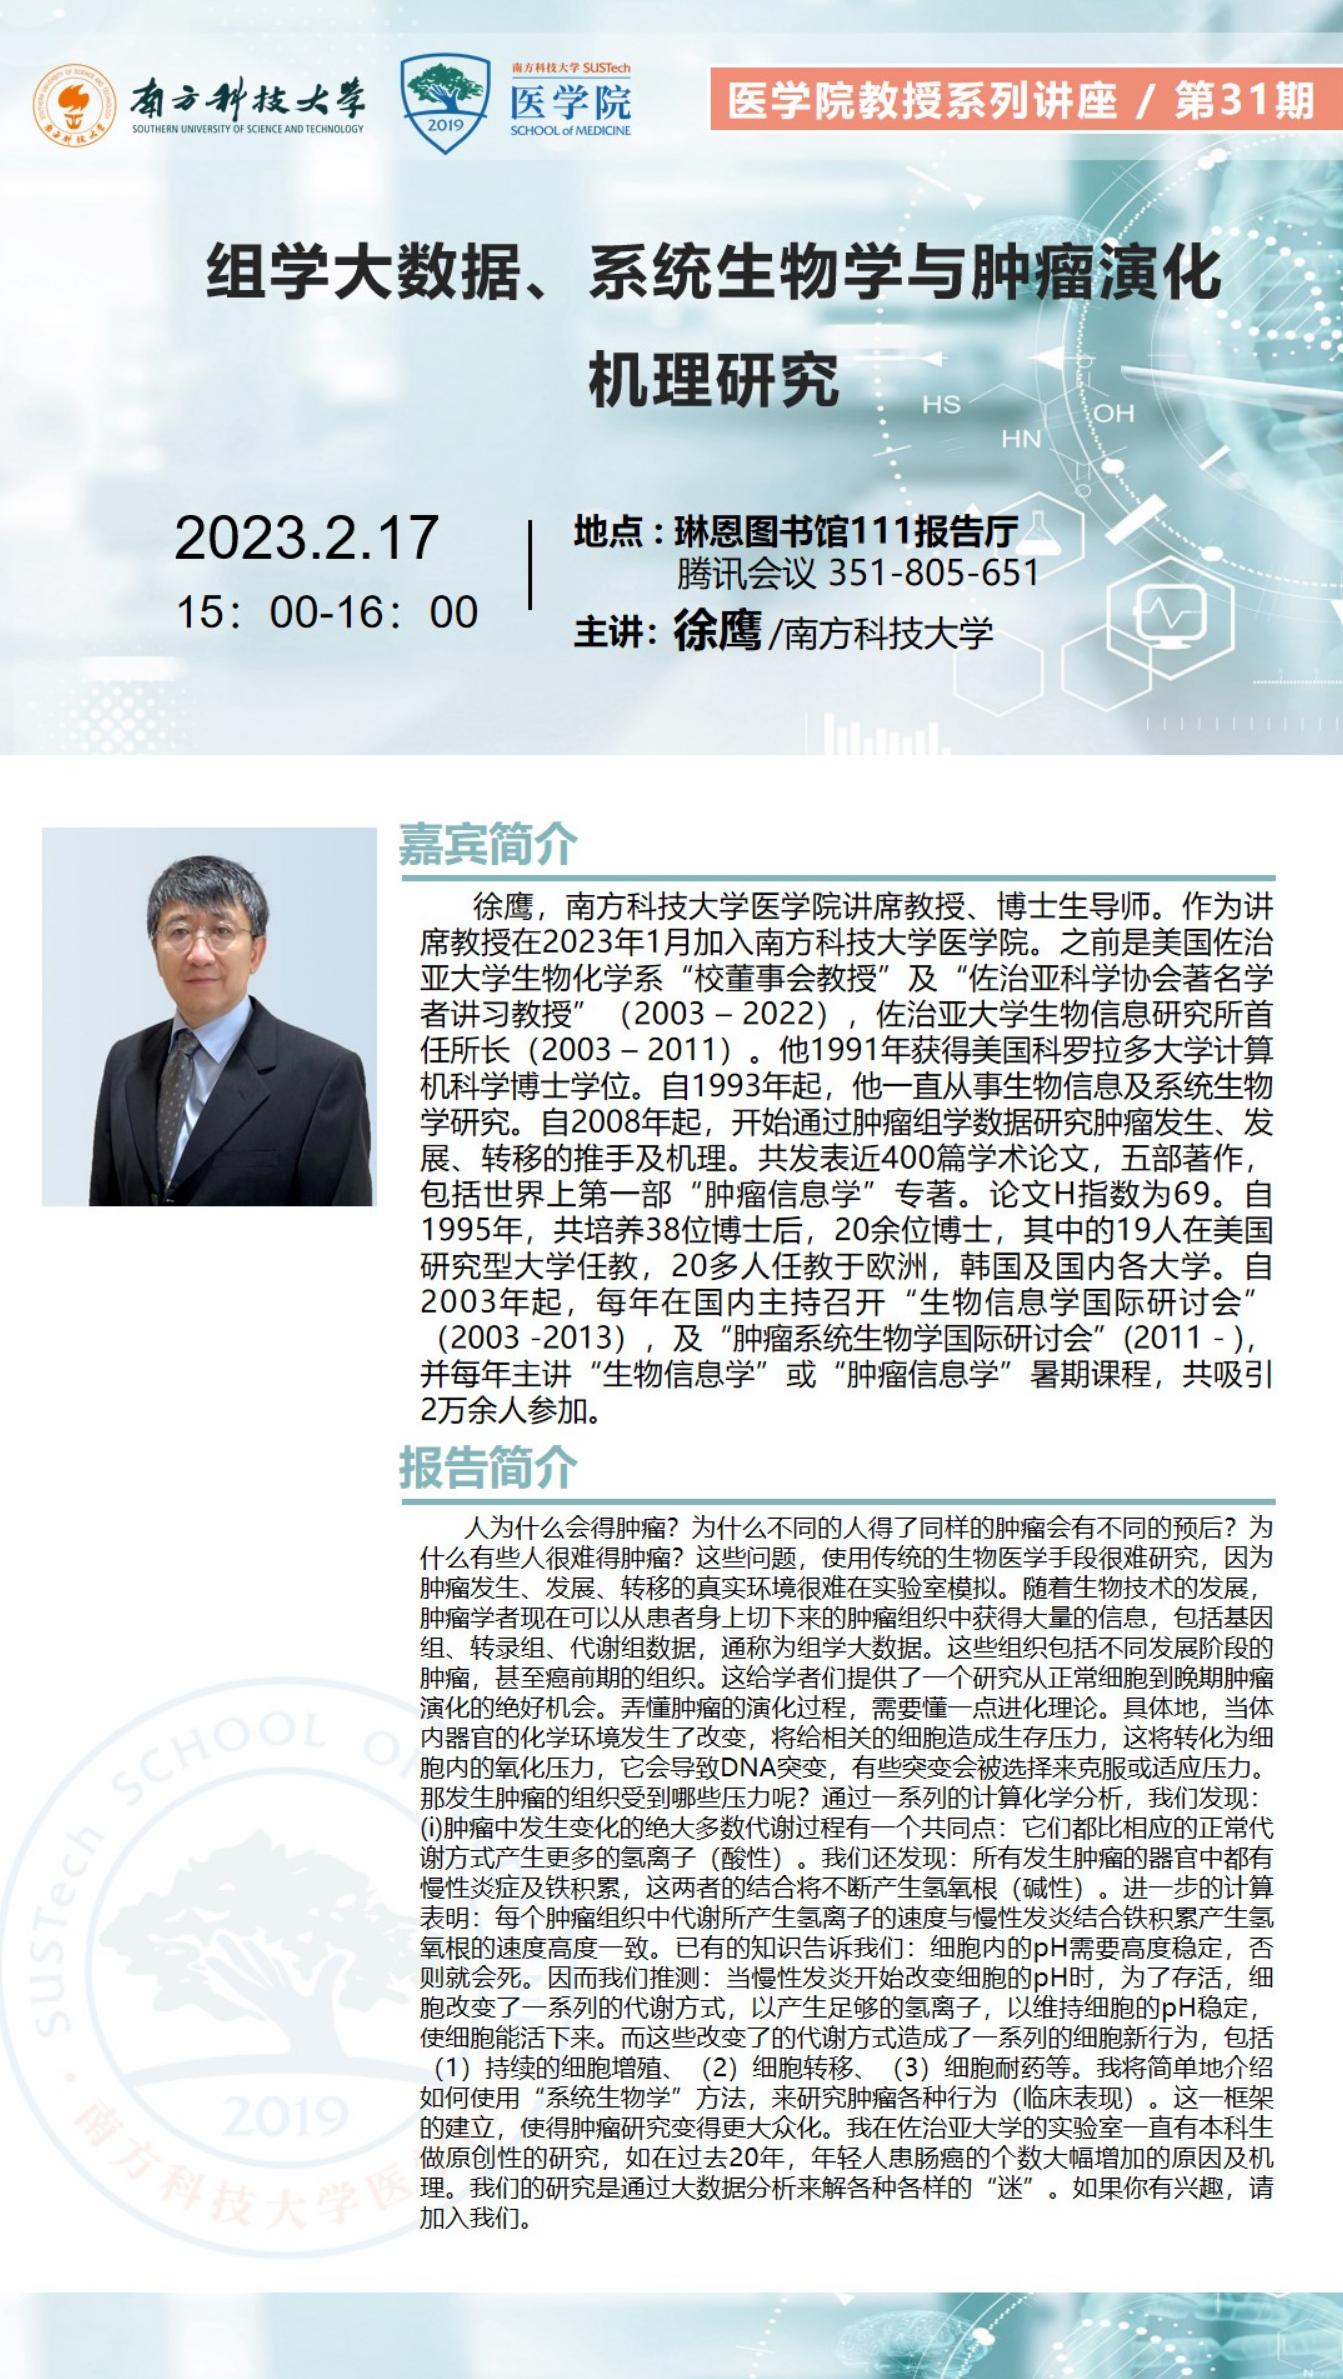 南方科技大学
SOUTHERN UNIVERSITY OF SCIENCE AND TECHNOLOGY
2019
南方科技大学 SUSTech
医学院
SCHOOL of MEDICINE
医学院教授系列讲座 / 第31期
组学大数据、系统生物学与肿瘤演化
机理研究
HS
HN
OH
2023.2.17
15：00-16：00
地点：琳恩图书馆111报告厅
腾讯会议 351-805-651
主讲：徐鹰/南方科技大学
嘉宾简介
徐鹰，南方科技大学医学院讲席教授、博士生导师。作为讲
席教授在2023年1月加入南方科技大学医学院。之前是美国佐治
亚大学生物化学系“校董事会教授”及“佐治亚科学协会著名学
者讲习教授”（2003 – 2022），佐治亚大学生物信息研究所首
任所长（2003 – 2011）。他1991年获得美国科罗拉多大学计算
机科学博士学位。自1993年起，他一直从事生物信息及系统生物
学研究。自2008年起，开始通过肿瘤组学数据研究肿瘤发生、发
展、转移的推手及机理。共发表近400篇学术论文，五部著作，
包括世界上第一部“肿瘤信息学”专著。论文H指数为69。自
1995年，共培养38位博士后，20余位博士，其中的19人在美国
研究型大学任教，20多人任教于欧洲，韩国及国内各大学。自
2003年起，每年在国内主持召开“生物信息学国际研讨会”
（2003 -2013），及“肿瘤系统生物学国际研讨会”(2011 - )，
并每年主讲“生物信息学”或“肿瘤信息学”暑期课程，共吸引
2万余人参加。
报告简介
人为什么会得肿瘤？为什么不同的人得了同样的肿瘤会有不同的预后？为
什么有些人很难得肿瘤？这些问题，使用传统的生物医学手段很难研究，因为
肿瘤发生、发展、转移的真实环境很难在实验室模拟。随着生物技术的发展，
肿瘤学者现在可以从患者身上切下来的肿瘤组织中获得大量的信息，包括基因
组、转录组、代谢组数据，通称为组学大数据。这些组织包括不同发展阶段的
肿瘤，甚至癌前期的组织。这给学者们提供了一个研究从正常细胞到晚期肿瘤
演化的绝好机会。弄懂肿瘤的演化过程，需要懂一点进化理论。具体地，当体
内器官的化学环境发生了改变，将给相关的细胞造成生存压力，这将转化为细
胞内的氧化压力，它会导致DNA突变，有些突变会被选择来克服或适应压力。
那发生肿瘤的组织受到哪些压力呢？通过一系列的计算化学分析，我们发现：
(i)肿瘤中发生变化的绝大多数代谢过程有一个共同点：它们都比相应的正常代
谢方式产生更多的氢离子（酸性）。我们还发现：所有发生肿瘤的器官中都有
慢性炎症及铁积累，这两者的结合将不断产生氢氧根（碱性）。进一步的计算
表明：每个肿瘤组织中代谢所产生氢离子的速度与慢性发炎结合铁积累产生氢
氧根的速度高度一致。已有的知识告诉我们：细胞内的pH需要高度稳定，否
则就会死。因而我们推测：当慢性发炎开始改变细胞的pH时，为了存活，细
胞改变了一系列的代谢方式，以产生足够的氢离子，以维持细胞的pH稳定，
使细胞能活下来。而这些改变了的代谢方式造成了一系列的细胞新行为，包括
（1）持续的细胞增殖、（2）细胞转移、（3）细胞耐药等。我将简单地介绍
如何使用“系统生物学”方法，来研究肿瘤各种行为（临床表现）。这一框架
的建立，使得肿瘤研究变得更大众化。我在佐治亚大学的实验室一直有本科生
做原创性的研究，如在过去20年，年轻人患肠癌的个数大幅增加的原因及机
理。我们的研究是通过大数据分析来解各种各样的“迷”。如果你有兴趣，请
加入我们。
SUSTech SCHOOL OF
2019
南方科技大学医